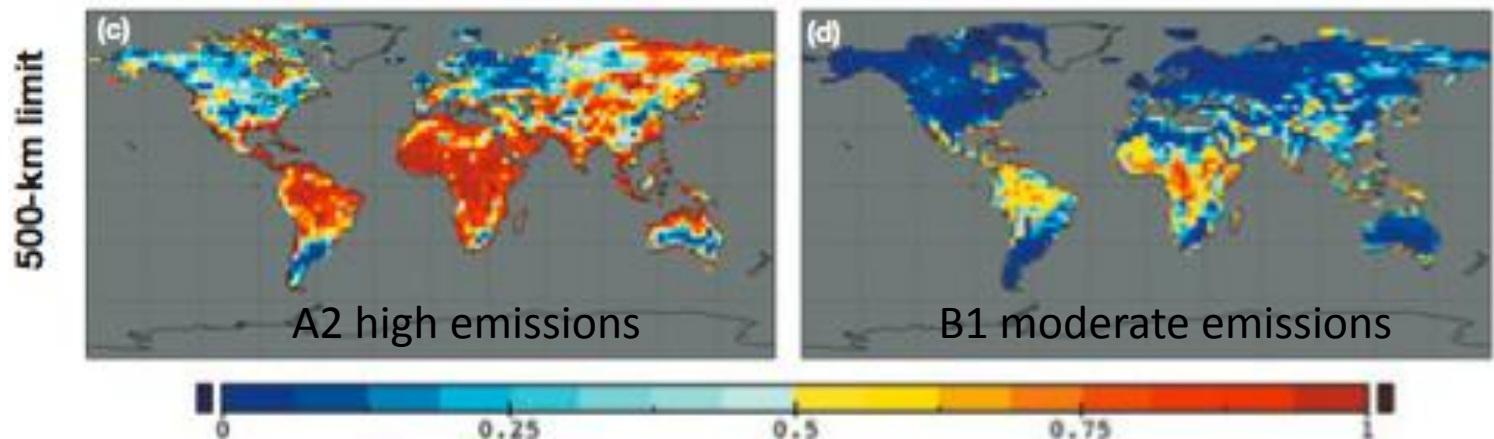 500-km limit
(c)
(d)
A2 high emissions
B1 moderate emissions
0 0.25 0.5 0.75 1